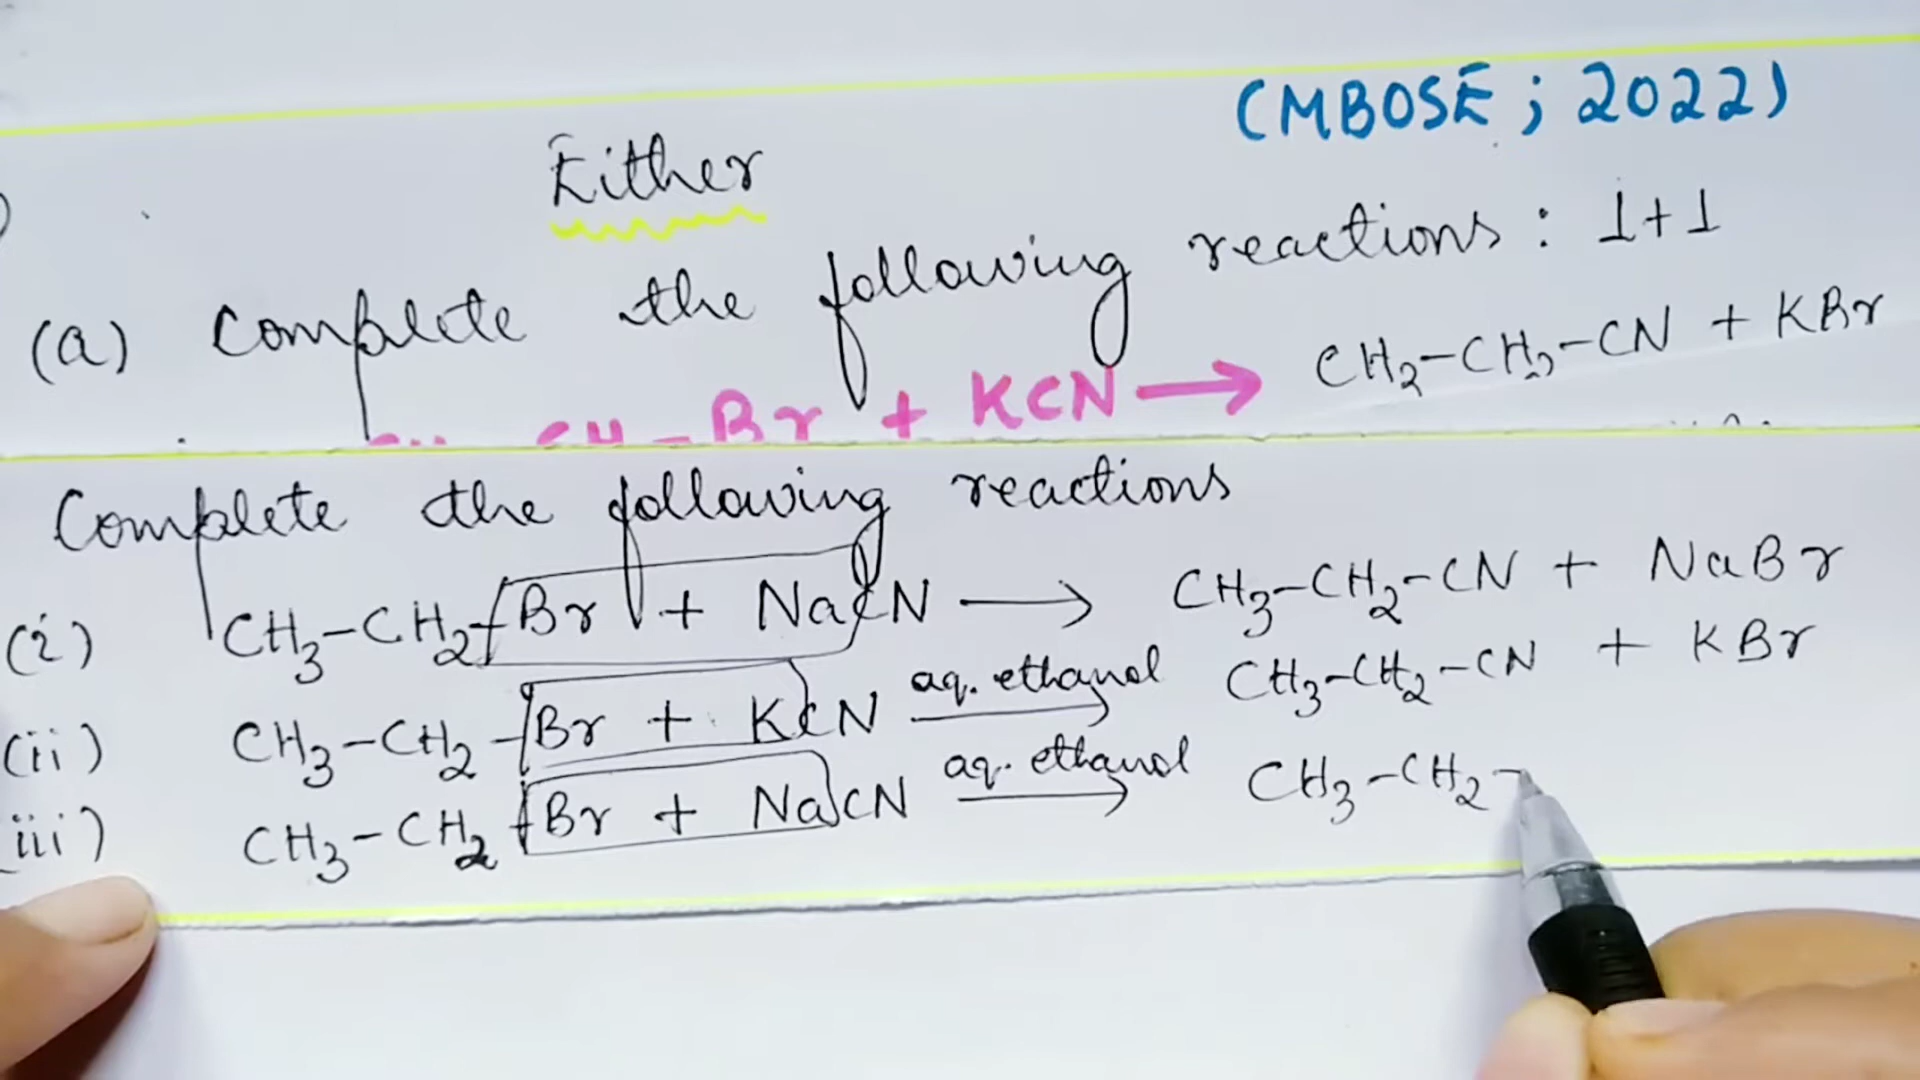 (MBOSE ; 2022)
Either
(a) Complete the following reactions : 1+1
Br + KCN → CH₂-CH₂-CN + KBr
Complete the following reactions
(i) CH₃-CH₂-Br + NaCN → CH₃-CH₂-CN + NaBr
(ii) CH₃-CH₂-Br + KCN aq. ethanol → CH₃-CH₂-CN + KBr
(iii) CH₃-CH₂-Br + NaCN aq. ethanol → CH₃-CH₂-